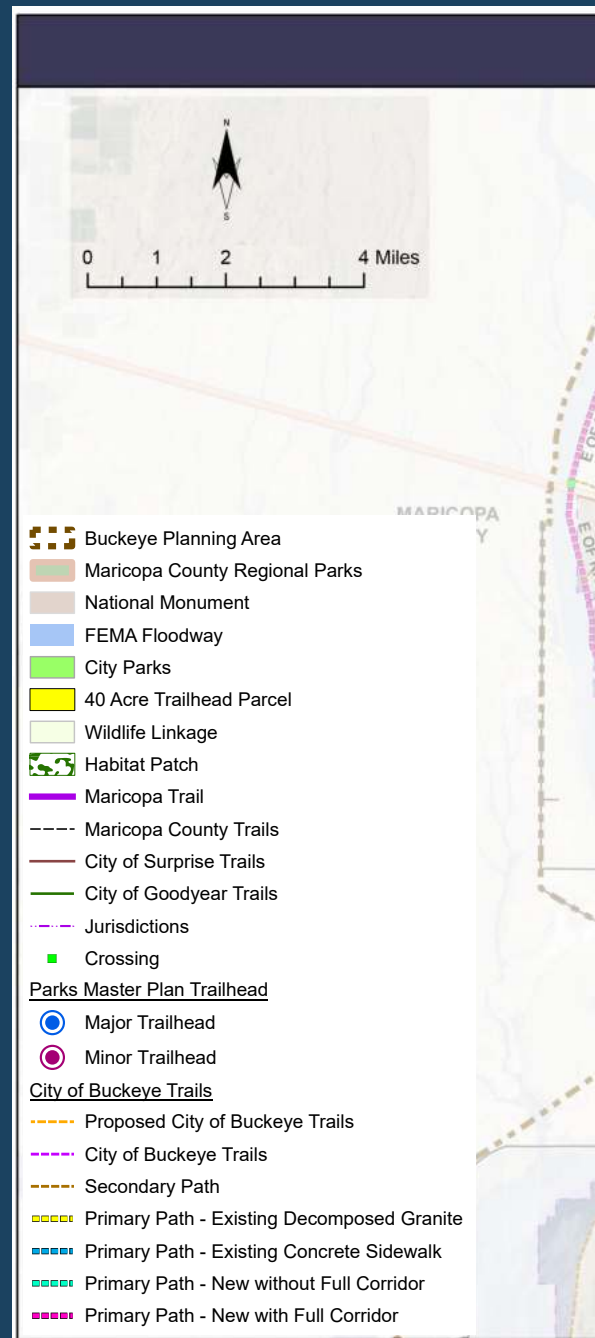 N
S
0 1 2 4 Miles
E OF
MARICOPA
Y
E OF
Buckeye Planning Area
Maricopa County Regional Parks
National Monument
FEMA Floodway
City Parks
40 Acre Trailhead Parcel
Wildlife Linkage
Habitat Patch
Maricopa Trail
Maricopa County Trails
City of Surprise Trails
City of Goodyear Trails
Jurisdictions
Crossing
Parks Master Plan Trailhead
Major Trailhead
Minor Trailhead
City of Buckeye Trails
Proposed City of Buckeye Trails
City of Buckeye Trails
Secondary Path
Primary Path - Existing Decomposed Granite
Primary Path - Existing Concrete Sidewalk
Primary Path - New without Full Corridor
Primary Path - New with Full Corridor